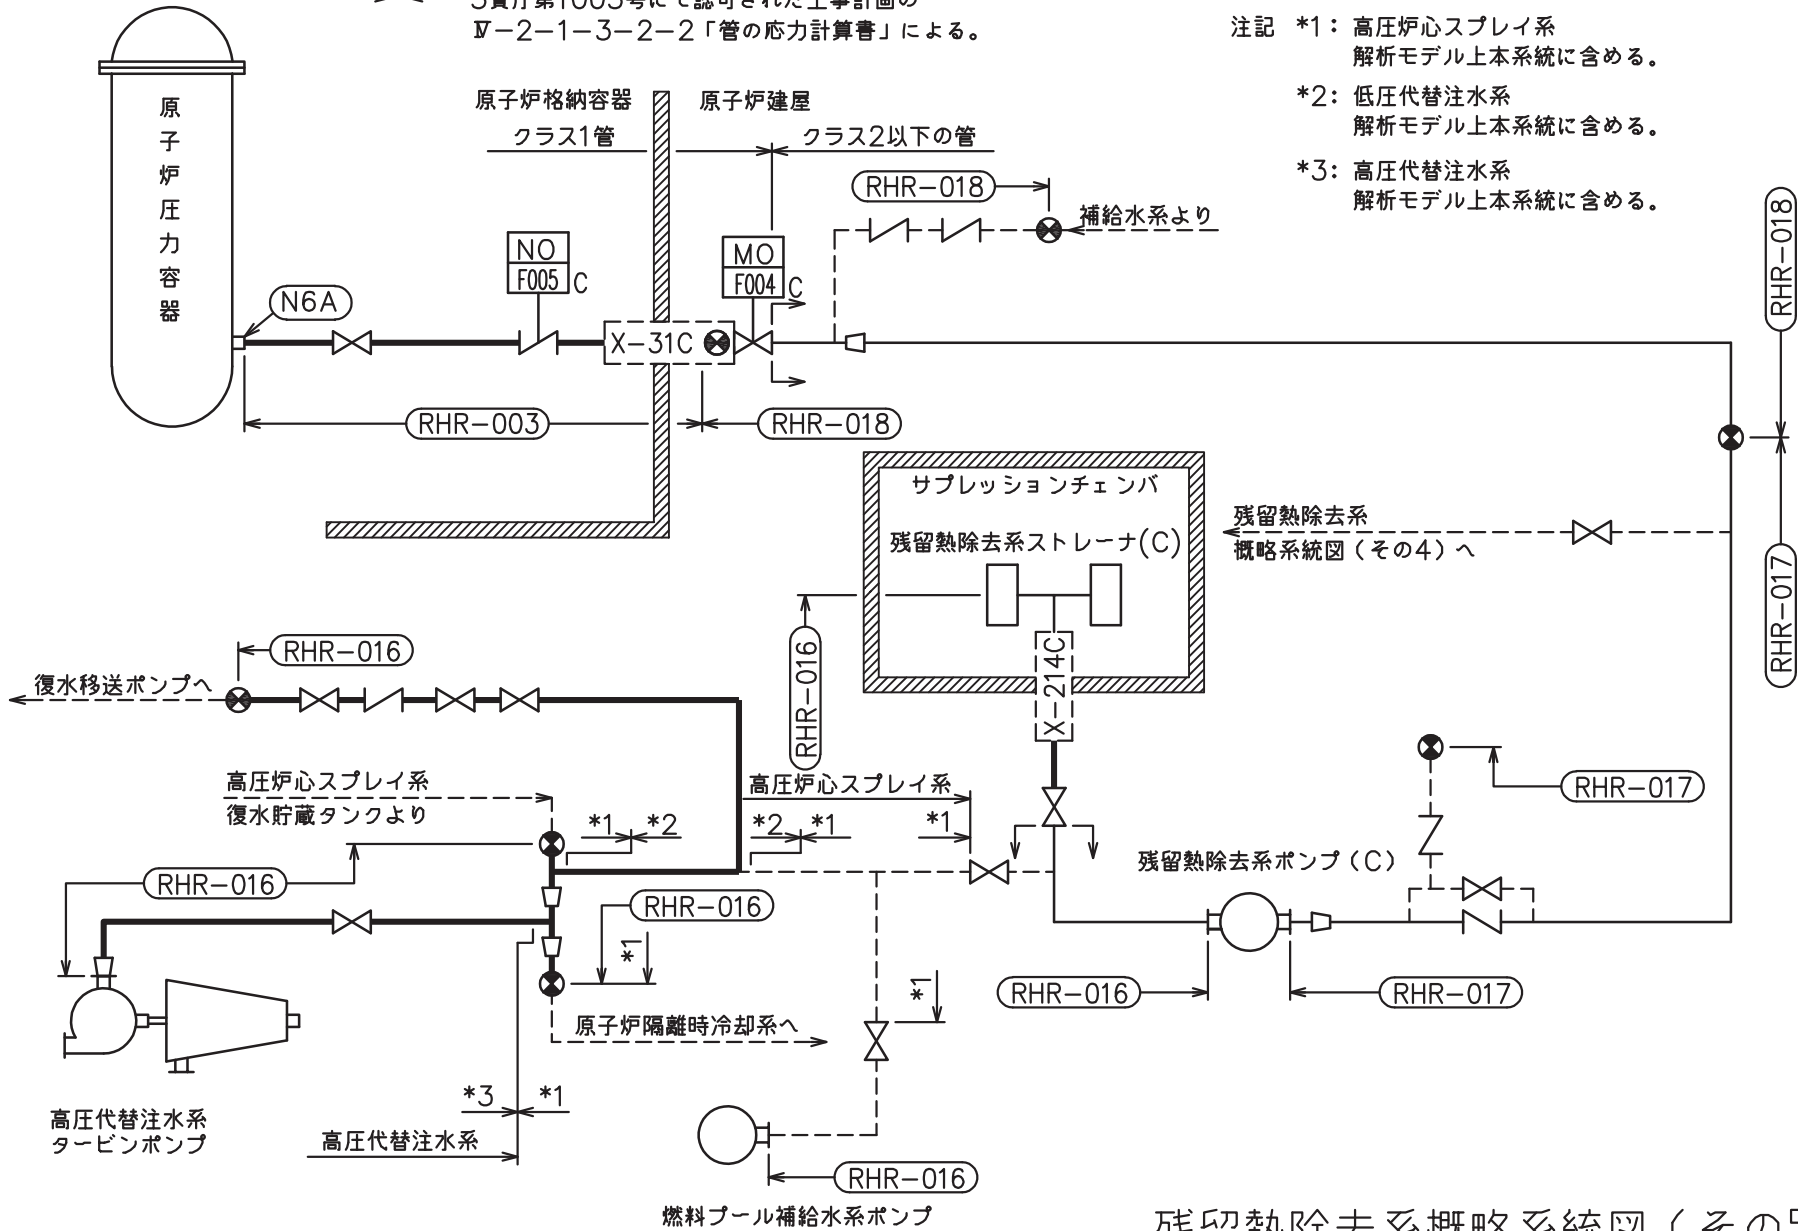 5資庁第1003号にて認可された工事計画の
Ⅳ−2−1−3−2−2「管の応力計算書」による。
注記 *1: 高圧炉心スプレイ系
解析モデル上本系統に含める。
*2: 低圧代替注水系
解析モデル上本系統に含める。
*3: 高圧代替注水系
解析モデル上本系統に含める。
原子炉圧力容器
原子炉格納容器
原子炉建屋
クラス1管
クラス2以下の管
RHR−018
補給水系より
RHR−018
NO
F005
C
MO
F004
C
N6A
X−31C
RHR−003
RHR−018
サプレッションチェンバ
残留熱除去系ストレーナ(C)
残留熱除去系
概略系統図(その4)へ
RHR−017
RHR−016
X−214C
RHR−016
復水移送ポンプへ
高圧炉心スプレイ系
復水貯蔵タンクより
*1
*2
高圧炉心スプレイ系
*2
*1
*1
RHR−017
残留熱除去系ポンプ(C)
RHR−016
RHR−016
*1
*1
RHR−016
RHR−017
原子炉隔離時冷却系へ
*3
*1
高圧代替注水系
タービンポンプ
高圧代替注水系
RHR−016
燃料プール補給水系ポンプ